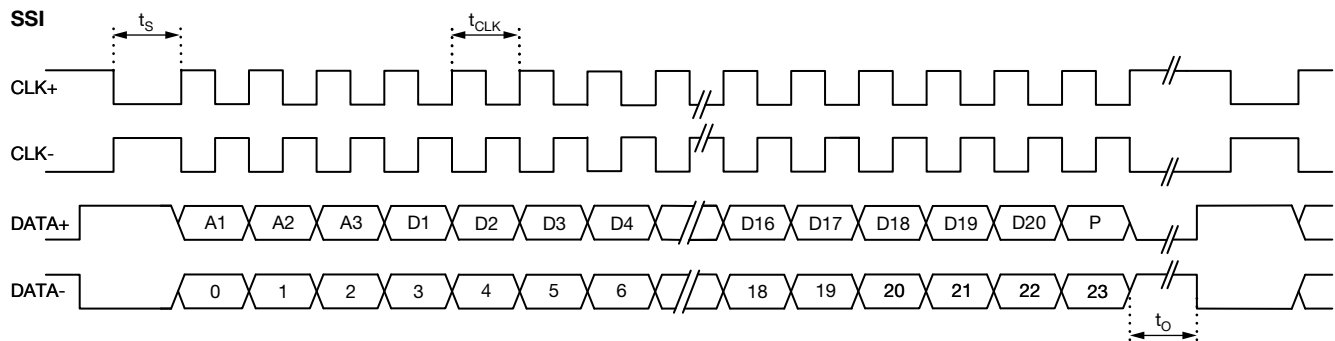 SSI
tS tCLK
CLK+
CLK-
DATA+ A1 A2 A3 D1 D2 D3 D4 D16 D17 D18 D19 D20 P
DATA- 0 1 2 3 4 5 6 18 19 20 21 22 23
tO